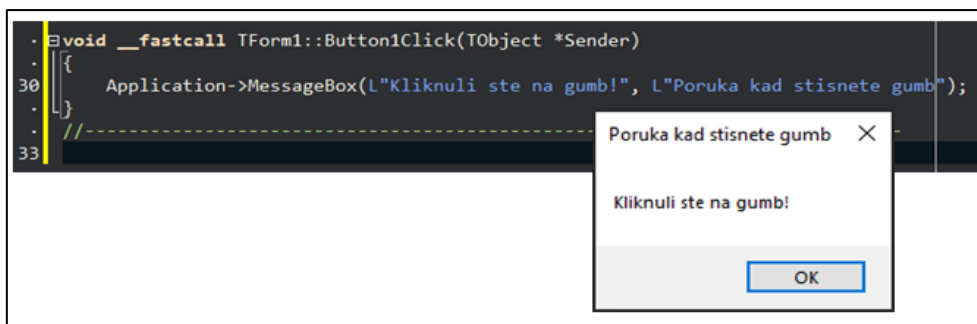 void __fastcall TForm1::Button1Click(TObject *Sender)
{
30 Application->MessageBox(L"Kliknuli ste na gumb!", L"Poruka kad stisnete gumb");
}
//---------------------------------------------------------------------------
33
Poruka kad stisnete gumb
Kliknuli ste na gumb!
OK